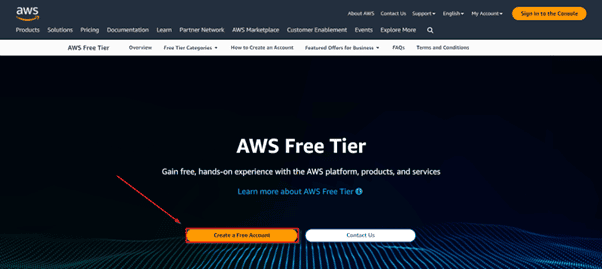 aws
About AWS Contact Us Support English My Account Sign In to the Console
Products Solutions Pricing Documentation Learn Partner Network AWS Marketplace Customer Enablement Events Explore More
AWS Free Tier Overview Free Tier Categories How to Create an Account Featured Offers for Business FAQs Terms and Conditions
AWS Free Tier
Gain free, hands-on experience with the AWS platform, products, and services
Learn more about AWS Free Tier
Create a Free Account Contact Us